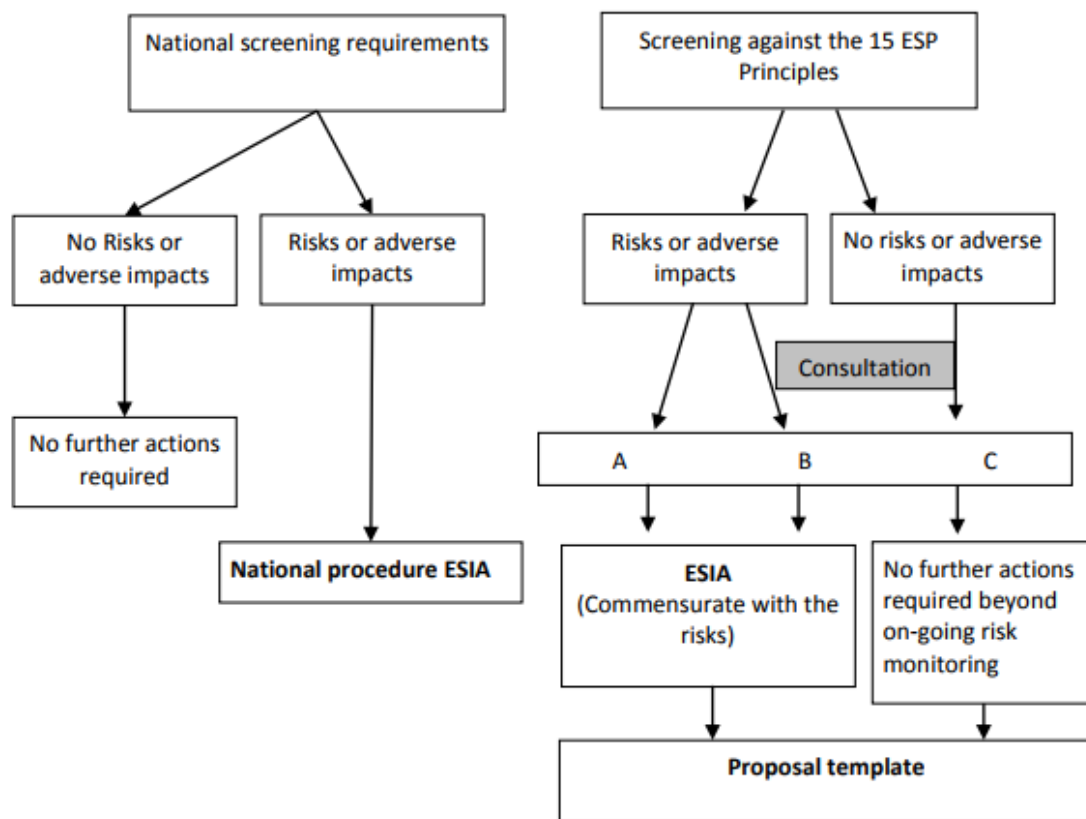 National screening requirements
Screening against the 15 ESP
Principles
No Risks or
adverse impacts
Risks or adverse
impacts
Risks or adverse
impacts
No risks or adverse
impacts
Consultation
No further actions
required
A B C
National procedure ESIA
ESIA
(Commensurate with the
risks)
No further actions
required beyond
on-going risk
monitoring
Proposal template